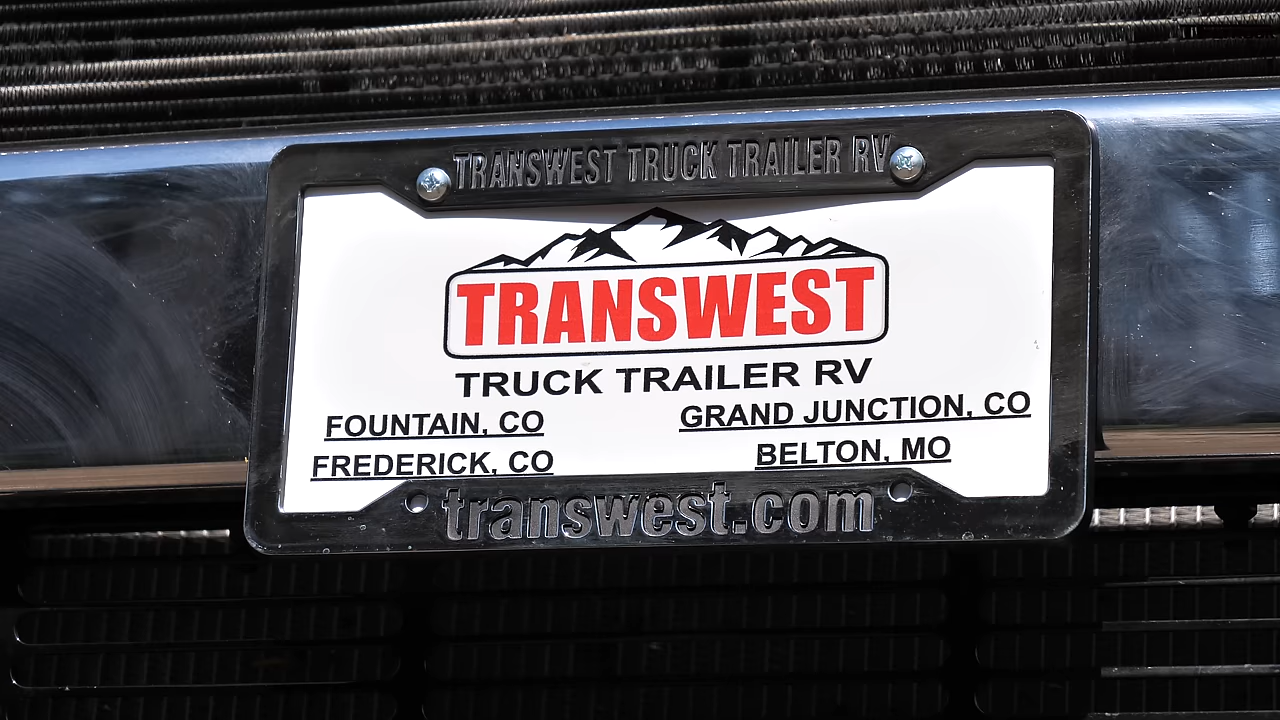 TRANSWEST TRUCK TRAILER RV
TRANSWEST
TRUCK TRAILER RV
FOUNTAIN, CO GRAND JUNCTION, CO
FREDERICK, CO BELTON, MO
transwest.com